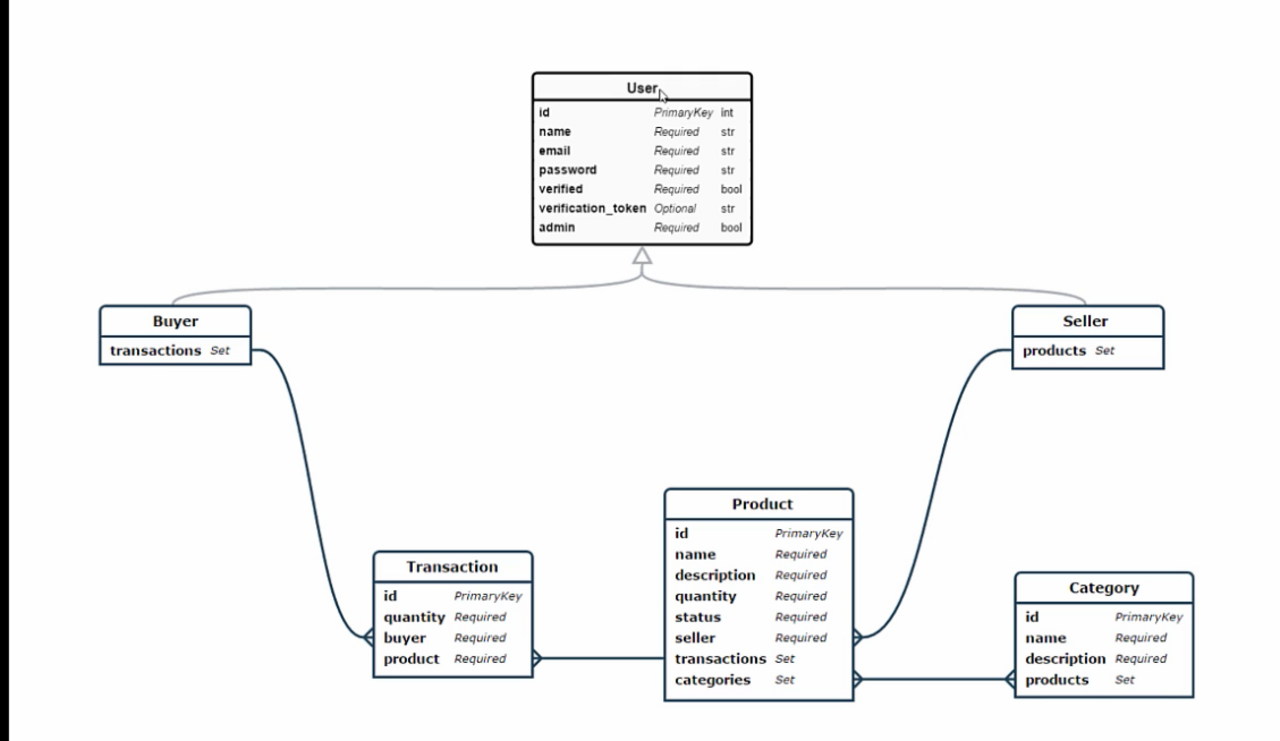 User
id PrimaryKey int
name Required str
email Required str
password Required str
verified Required bool
verification_token Optional str
admin Required bool
Buyer
transactions Set
Seller
products Set
Transaction
id PrimaryKey
quantity Required
buyer Required
product Required
Product
id PrimaryKey
name Required
description Required
quantity Required
status Required
seller Required
transactions Set
categories Set
Category
id PrimaryKey
name Required
description Required
products Set